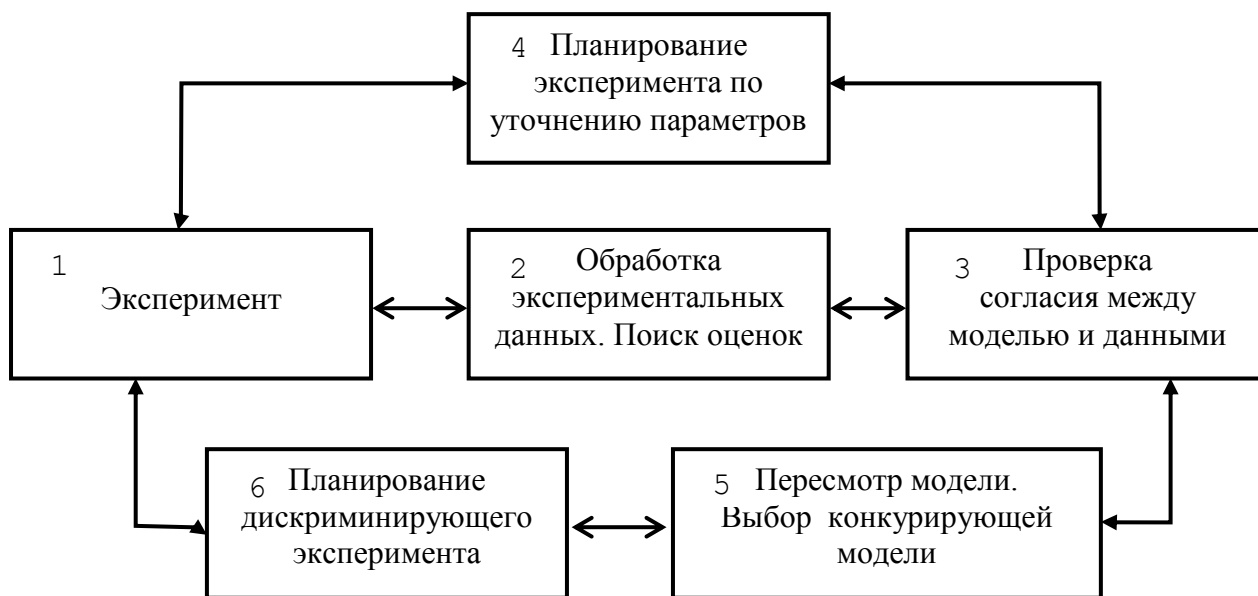 4 Планирование
эксперимента по
уточнению параметров
1
Эксперимент
2 Обработка
экспериментальных
данных. Поиск оценок
3 Проверка
согласия между
моделью и данными
6 Планирование
дискриминирующего
эксперимента
5 Пересмотр модели.
Выбор конкурирующей
модели